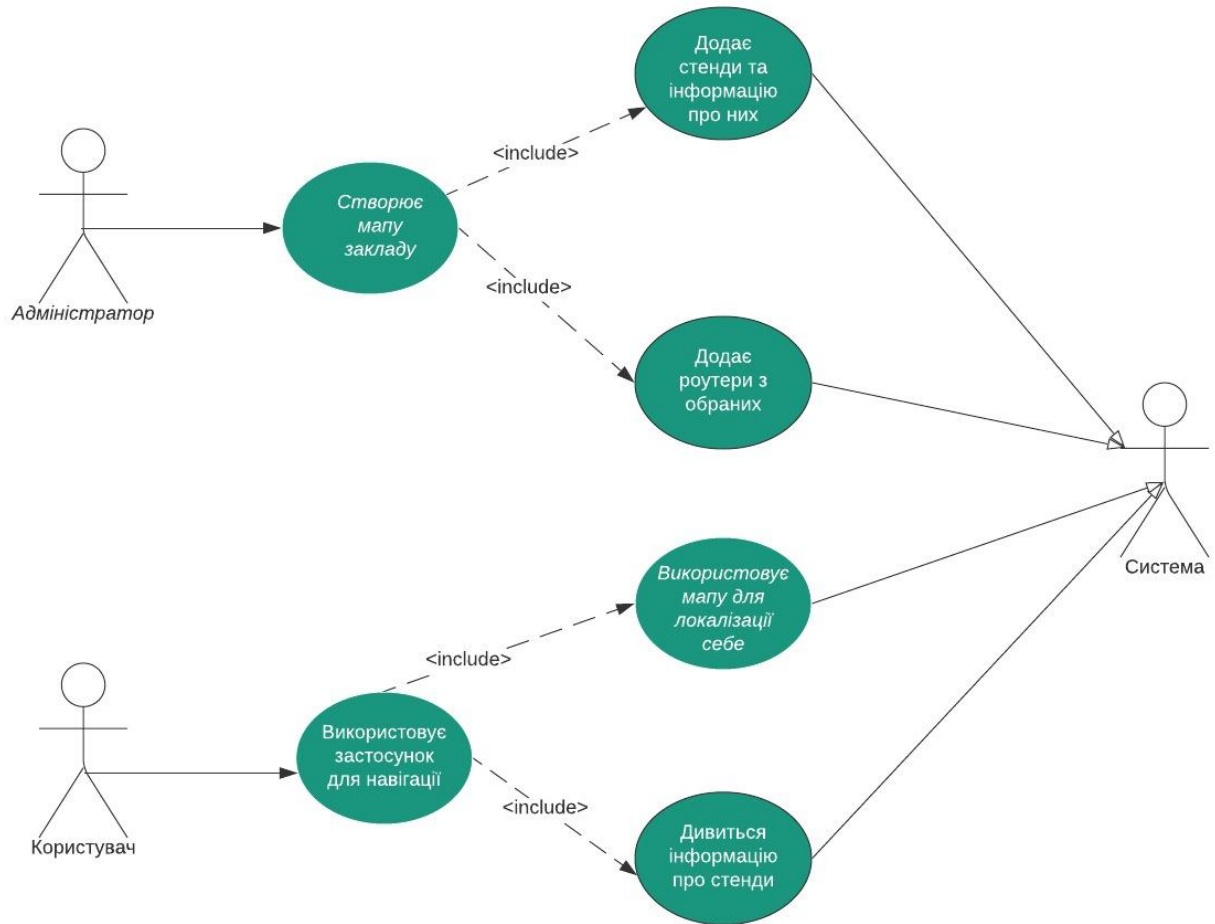 Додає
стенди та
інформацію
про них
<include>
Створює
мапу
закладу
Адміністратор
<include>
Додає
роутери з
обраних
Система
Використовує
мапу для
локалізації
себе
<include>
Використовує
застосунок
для навігації
Користувач
<include>
Дивиться
інформацію
про стенди